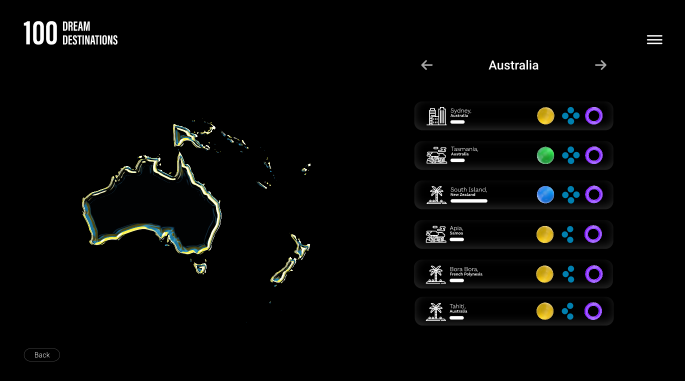 100 DREAM
DESTINATIONS
Australia
Sydney,
Australia
Tasmania,
Australia
South Island,
New Zealand
Apia,
Samoa
Bora Bora,
French Polynesia
Tahiti,
Australia
Back